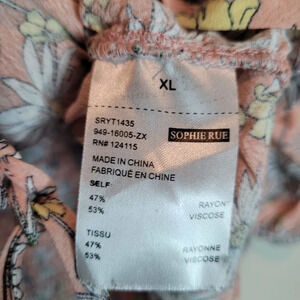 XL
SRYT1435
949-16005-ZX
RN# 124115
SOPHIE RUE
MADE IN CHINA
FABRIQUÉ EN CHINE
SELF
47% RAYON
53% VISCOSE
TISSU
47% RAYONNE
53% VISCOSE